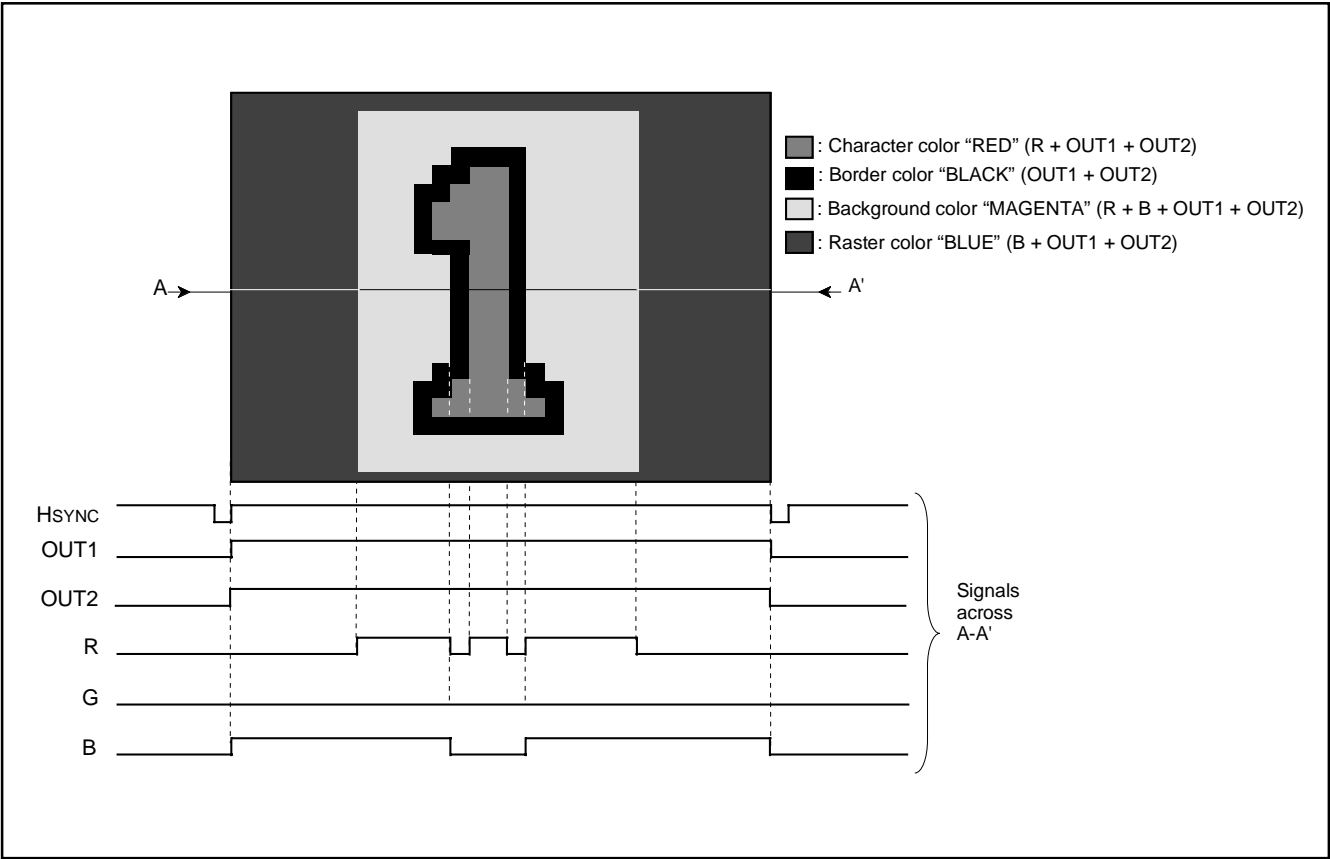 : Character color “RED” (R + OUT1 + OUT2)
: Border color “BLACK” (OUT1 + OUT2)
: Background color “MAGENTA” (R + B + OUT1 + OUT2)
: Raster color “BLUE” (B + OUT1 + OUT2)
A
A'
HSYNC
OUT1
OUT2
R
G
B
Signals
across
A-A'